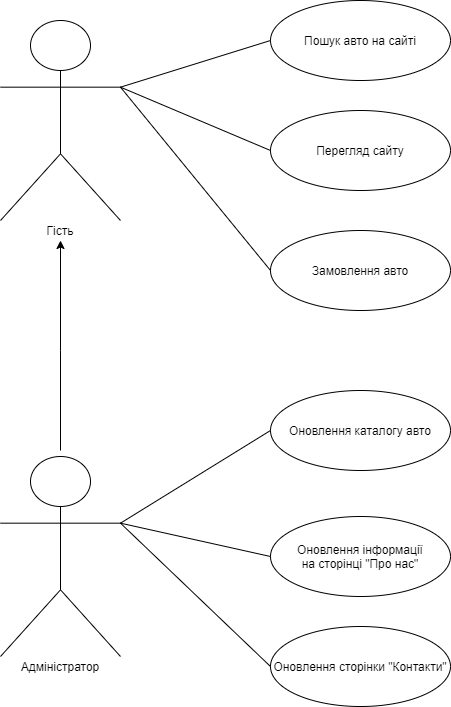 Пошук авто на сайті
Перегляд сайту
Гість
Замовлення авто
Оновлення каталогу авто
Оновлення інформації
на сторінці "Про нас"
Адміністратор
Оновлення сторінки "Контакти"